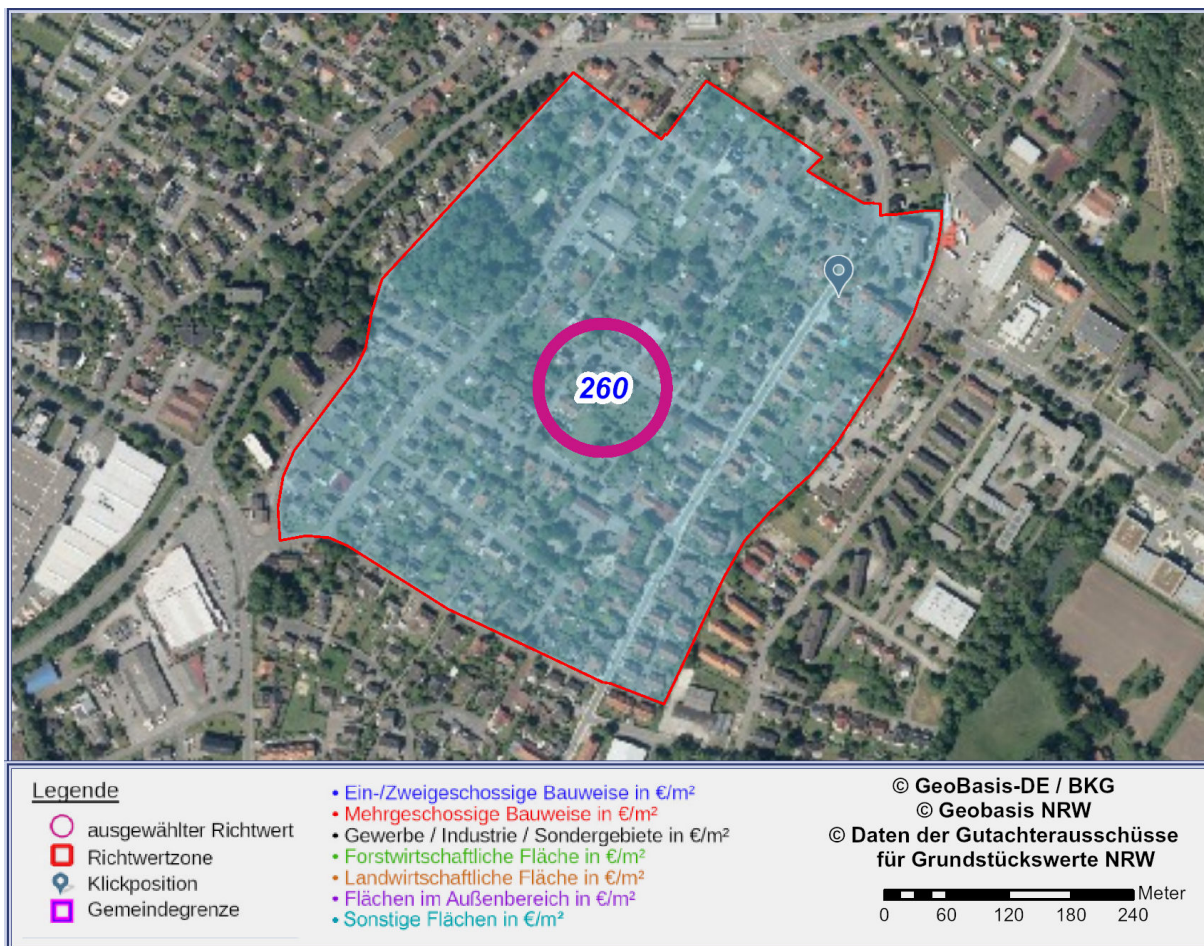 260
Legende
ausgewählter Richtwert
Richtwertzone
Klickposition
Gemeindegrenze
• Ein-/Zweigeschossige Bauweise in €/m²
• Mehrgeschossige Bauweise in €/m²
• Gewerbe / Industrie / Sondergebiete in €/m²
• Forstwirtschaftliche Fläche in €/m²
• Landwirtschaftliche Fläche in €/m²
• Flächen im Außenbereich in €/m²
• Sonstige Flächen in €/m²
© GeoBasis-DE / BKG
© Geobasis NRW
© Daten der Gutachterausschüsse
für Grundstückswerte NRW
Meter
0 60 120 180 240